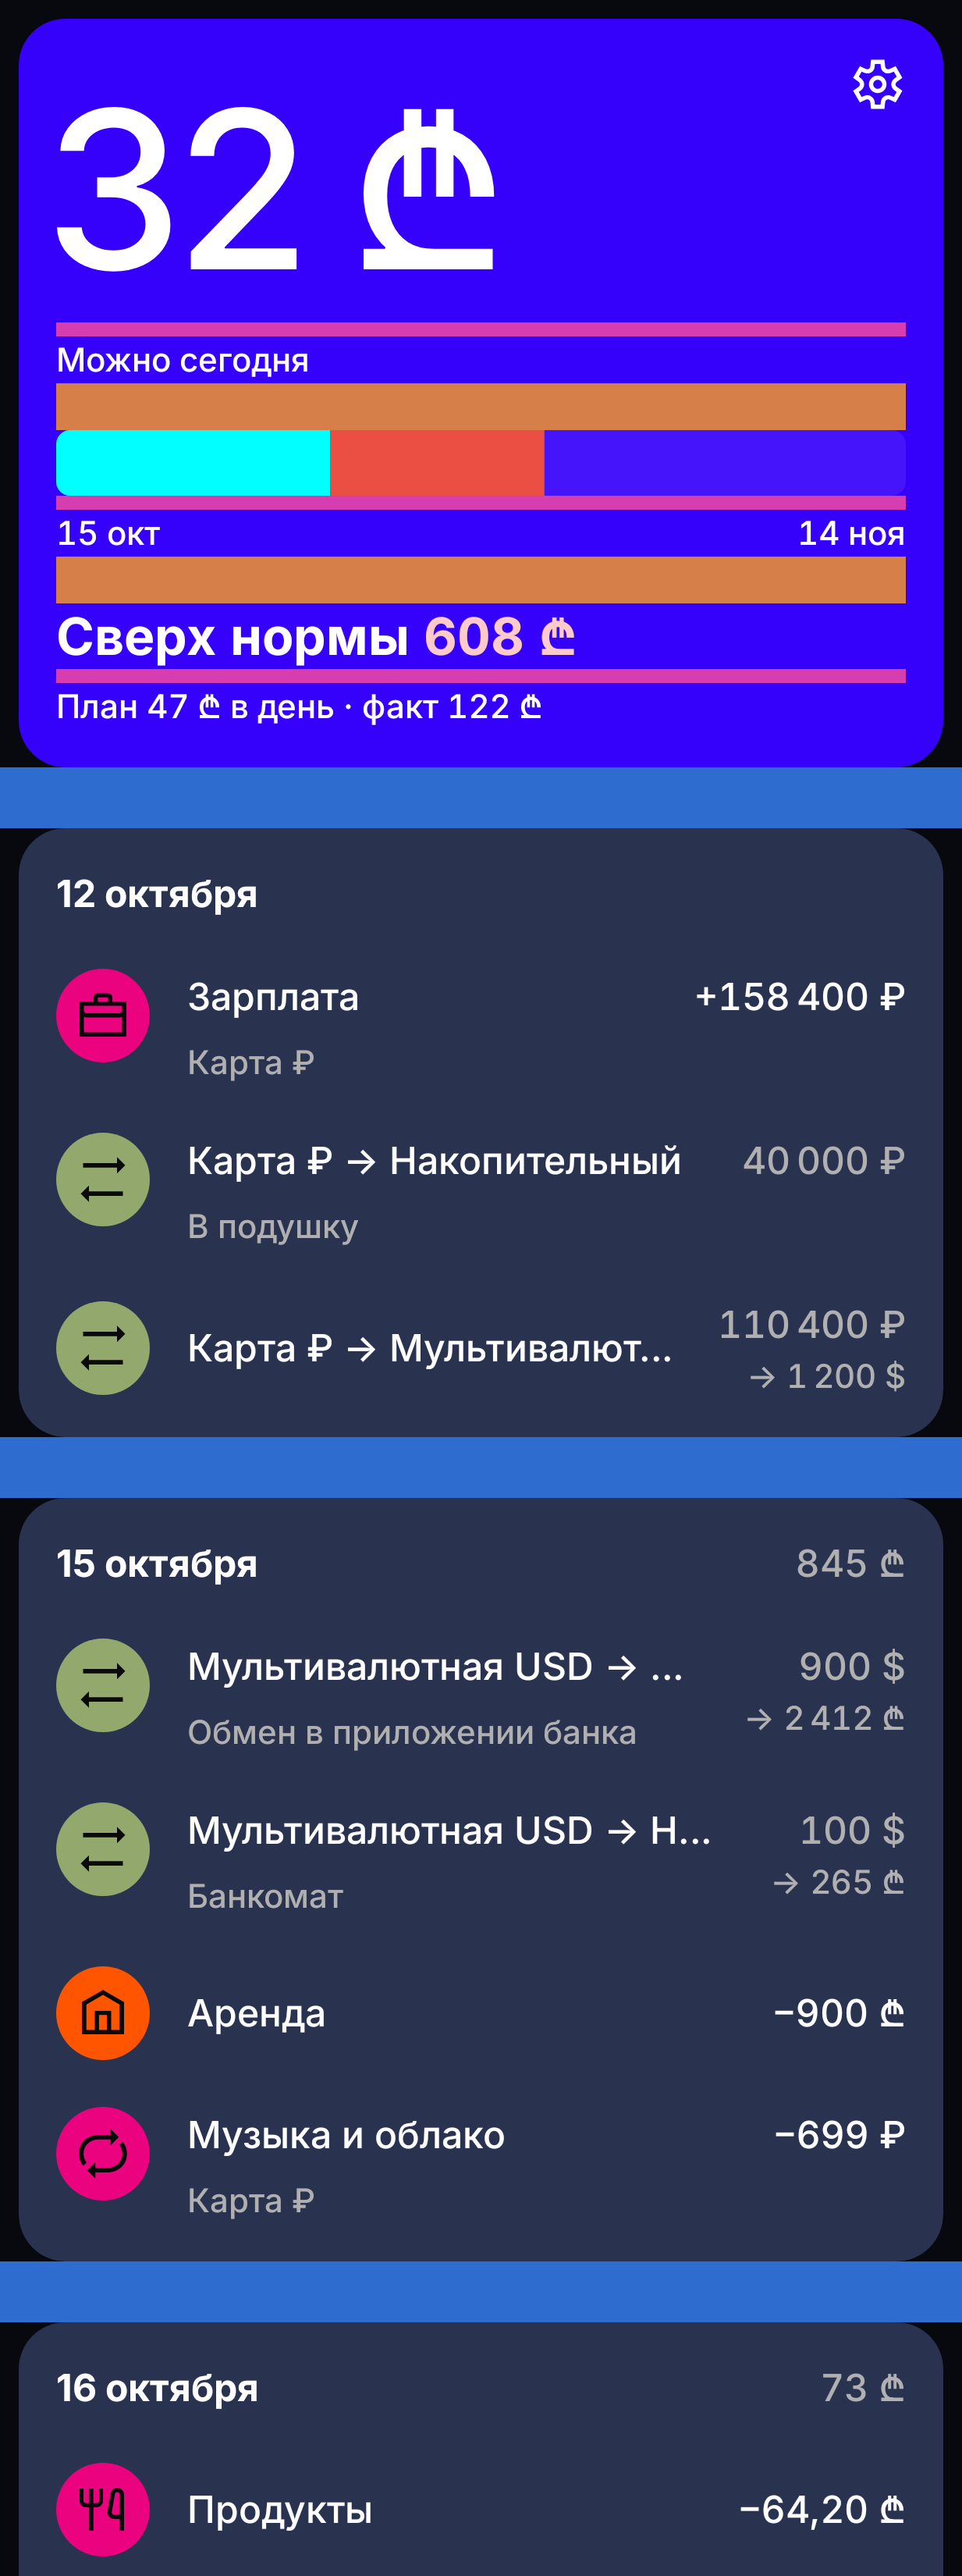 32 ₾
Можно сегодня
15 окт 14 ноя
Сверх нормы 608 ₾
План 47 ₾ в день · факт 122 ₾
12 октября
Зарплата +158 400 ₽
Карта ₽
Карта ₽ → Накопительный 40 000 ₽
В подушку
Карта ₽ → Мультивалют... 110 400 ₽
→ 1 200 $
15 октября 845 ₾
Мультивалютная USD → ... 900 $
Обмен в приложении банка → 2 412 ₾
Мультивалютная USD → Н... 100 $
Банкомат → 265 ₾
Аренда −900 ₾
Музыка и облако −699 ₽
Карта ₽
16 октября 73 ₾
Продукты −64,20 ₾